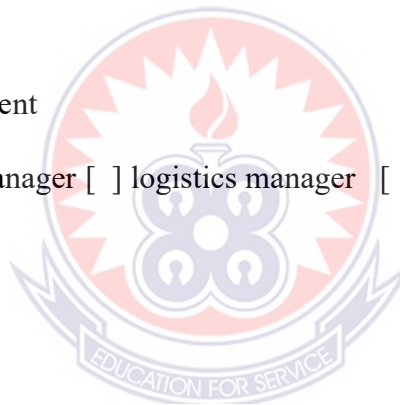 ent
anager [ ] logistics manager [
EDUCATION FOR SERVICE